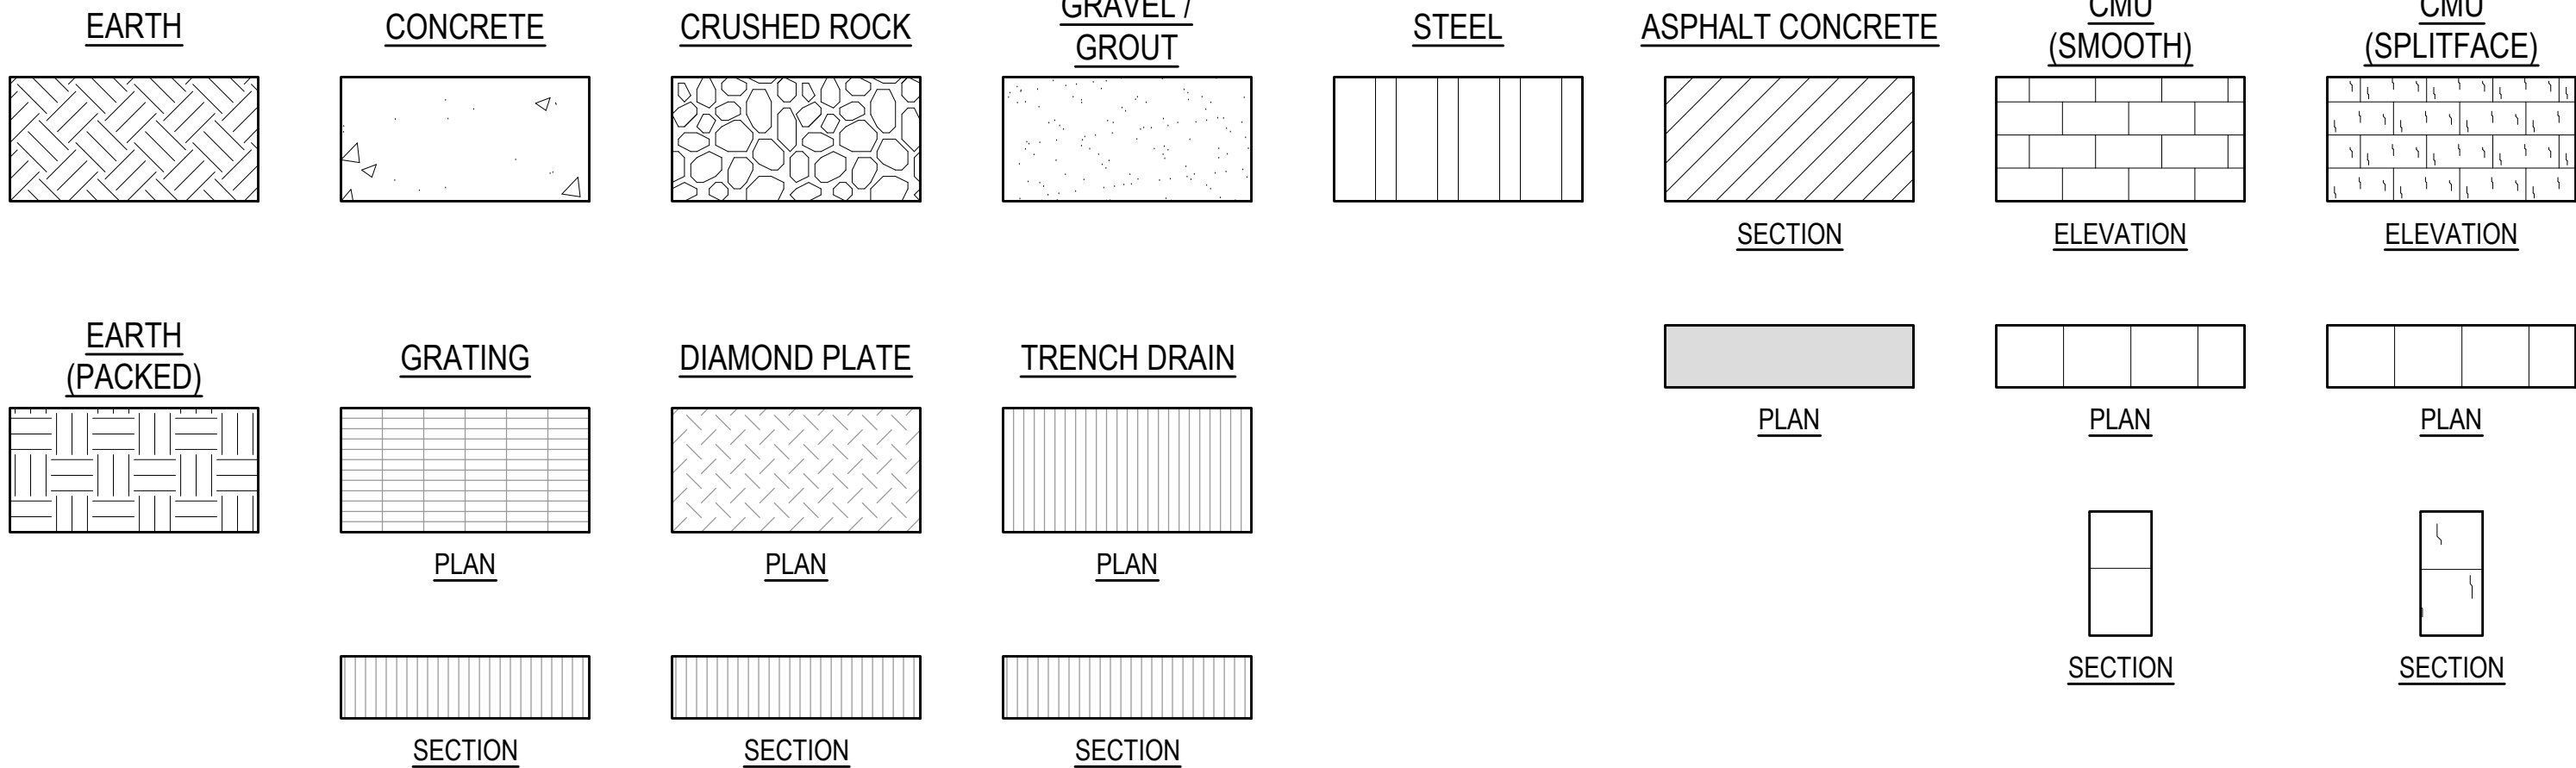 EARTH
CONCRETE
CRUSHED ROCK
GRAVEL /
GROUT
STEEL
ASPHALT CONCRETE
CMU
(SMOOTH)
CMU
(SPLITFACE)
SECTION
ELEVATION
ELEVATION
EARTH
(PACKED)
GRATING
DIAMOND PLATE
TRENCH DRAIN
PLAN
PLAN
PLAN
PLAN
PLAN
PLAN
SECTION
SECTION
SECTION
SECTION
SECTION